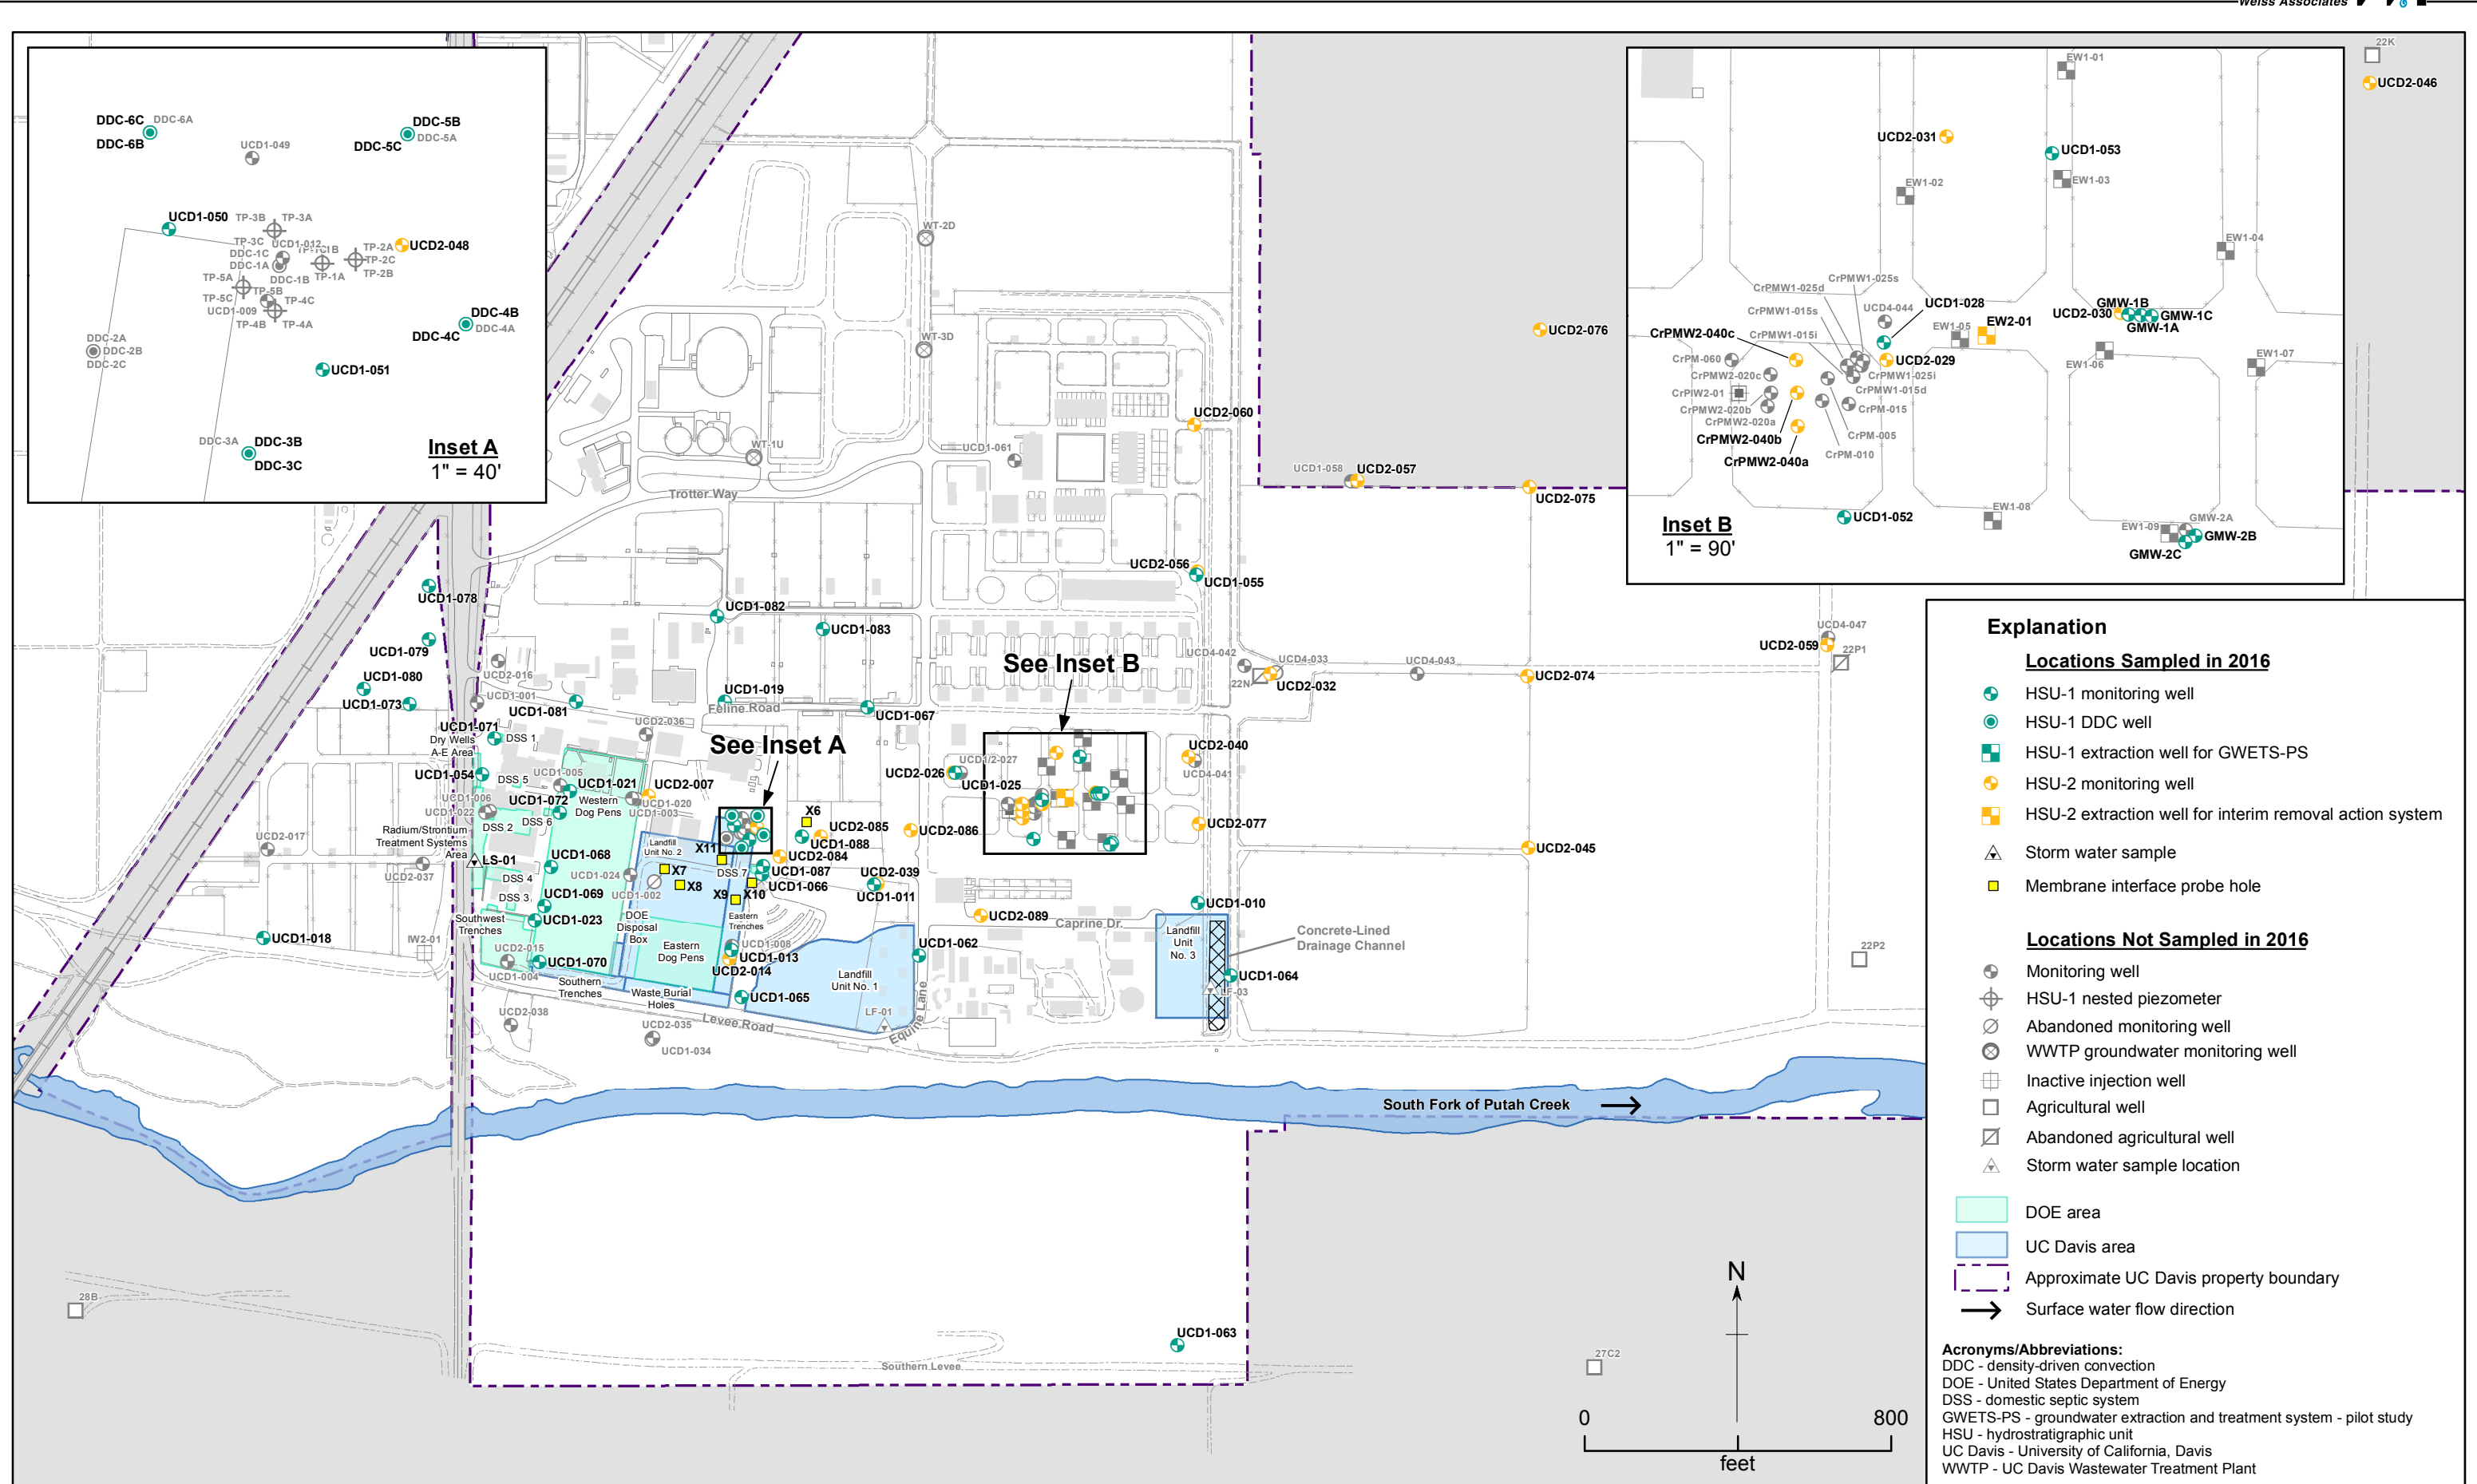 Weiss Associates
DDC-6C
DDC-6A
DDC-6B
DDC-5B
DDC-5A
DDC-5C
UCD1-049
UCD1-050
TP-3B
TP-3A
TP-3C
UCD1-012
DDC-1C
DDC-1A
DDC-1B
TP-1A
TP-2A
TP-2C
TP-2B
UCD2-048
TP-5A
TP-5B
TP-5C
TP-4C
UCD1-009
TP-4B
TP-4A
DDC-4B
DDC-4A
DDC-4C
DDC-2A
DDC-2B
DDC-2C
UCD1-051
DDC-3A
DDC-3B
DDC-3C
Inset A
1" = 40'
EW1-01
UCD2-031
UCD1-053
EW1-03
EW1-02
EW1-04
CrPMW1-025s
CrPMW1-025d
CrPMW1-015s
UCD4-044
UCD1-028
CrPMW2-040c
CrPMW1-015i
EW1-05
EW2-01
UCD2-030
GMW-1B
GMW-1C
GMW-1A
CrPM-060
UCD2-029
CrPMW2-020c
CrPMW1-025i
EW1-06
EW1-07
CrPIW2-01
CrPMW1-015d
CrPMW2-020b
CrPM-015
CrPMW2-020a
CrPMW2-040b
CrPM-005
CrPM-010
CrPMW2-040a
UCD1-052
EW1-08
EW1-09
GMW-2A
GMW-2B
GMW-2C
Inset B
1" = 90'
22K
UCD2-046
WT-2D
WT-3D
WT-1U
UCD2-076
UCD2-060
UCD1-061
UCD1-058
UCD2-057
UCD2-075
Trotter Way
UCD2-056
UCD1-055
UCD1-078
UCD1-082
UCD1-083
UCD1-079
UCD2-016
UCD1-080
UCD1-001
UCD1-073
UCD1-081
UCD1-019
Feline Road
UCD1-067
See Inset B
UCD4-042
UCD4-033
22N
UCD2-032
UCD4-043
UCD2-074
UCD4-047
UCD2-059
22P1
UCD1-071
Dry Wells
A-E Area
DSS 1
UCD2-036
See Inset A
UCD2-040
UCD4-041
UCD1-054
DSS 5
UCD1-005
UCD1-021
UCD2-007
UCD2-026
UCD1/2-027
UCD1-025
UCD1-006
UCD1-072
Western
Dog Pens
UCD1-020
UCD1-003
UCD1-022
DSS 2
DSS 6
X6
UCD2-085
UCD1-088
UCD2-086
UCD2-077
Radium/Strontium
Treatment Systems
Area
UCD2-017
UCD2-037
LS-01
UCD1-068
Landfill
Unit No. 2
X11
UCD2-084
UCD1-087
UCD2-045
DSS 4
UCD1-024
X7
X8
DSS 7
UCD1-066
UCD2-039
UCD1-011
UCD1-002
DSS 3
UCD1-069
X9
X10
UCD1-010
Southwest
Trenches
UCD1-023
DOE
Disposal
Box
Eastern
Trenches
UCD2-089
Caprine Dr.
Landfill
Unit
No. 3
Concrete-Lined
Drainage Channel
UCD1-018
IW2-01
UCD2-015
Eastern
Dog Pens
UCD1-008
UCD1-013
UCD2-014
UCD1-062
22P2
UCD1-070
UCD1-004
Southern
Trenches
Waste Burial
Holes
UCD1-065
Landfill
Unit No. 1
UCD1-064
LF-03
UCD2-038
UCD2-035
UCD1-034
Levee Road
LF-01
Equine Lane
South Fork of Putah Creek
28B
UCD1-063
Southern Levee
27C2
N
0
800
feet
Explanation
Locations Sampled in 2016
HSU-1 monitoring well
HSU-1 DDC well
HSU-1 extraction well for GWETS-PS
HSU-2 monitoring well
HSU-2 extraction well for interim removal action system
Storm water sample
Membrane interface probe hole
Locations Not Sampled in 2016
Monitoring well
HSU-1 nested piezometer
Abandoned monitoring well
WWTP groundwater monitoring well
Inactive injection well
Agricultural well
Abandoned agricultural well
Storm water sample location
DOE area
UC Davis area
Approximate UC Davis property boundary
Surface water flow direction
Acronyms/Abbreviations:
DDC - density-driven convection
DOE - United States Department of Energy
DSS - domestic septic system
GWETS-PS - groundwater extraction and treatment system - pilot study
HSU - hydrostratigraphic unit
UC Davis - University of California, Davis
WWTP - UC Davis Wastewater Treatment Plant